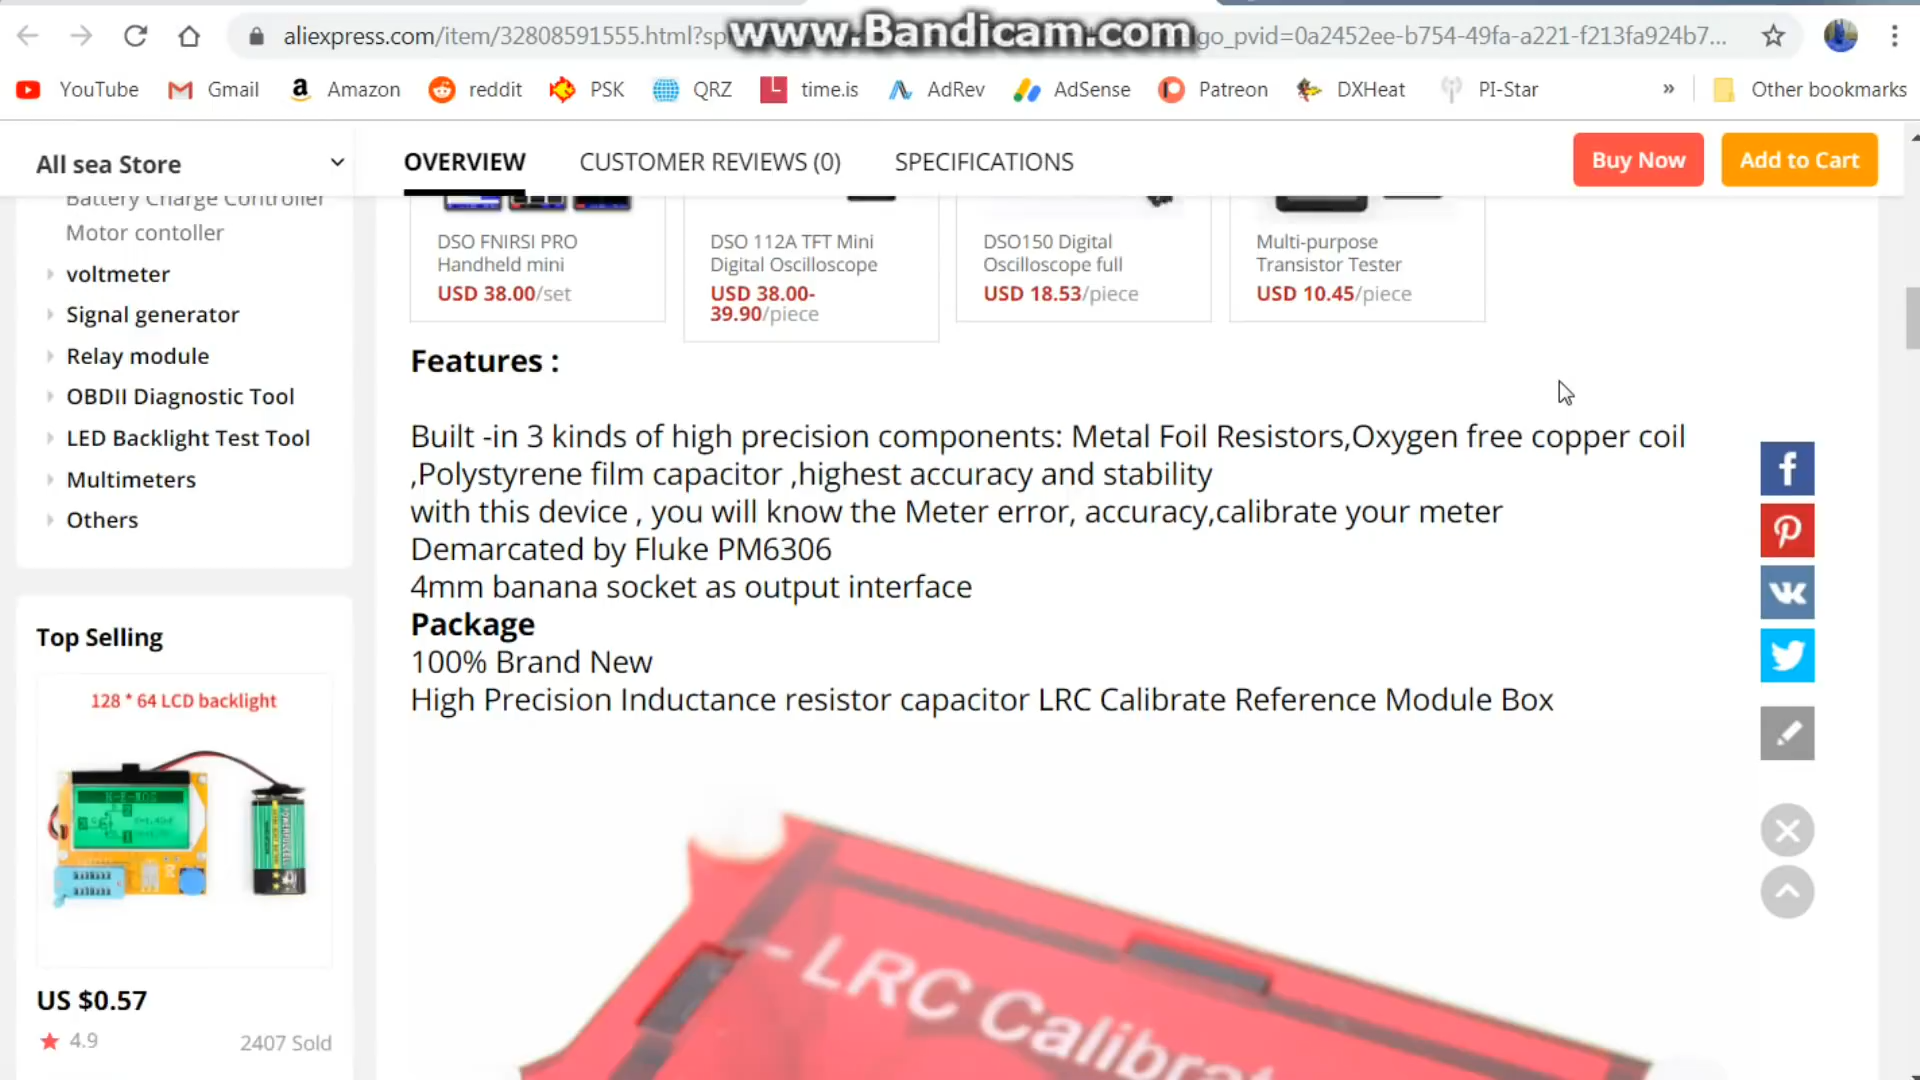 www.Bandicam.com
aliexpress.com/item/32808591555.html?sp
go_pvid=0a2452ee-b754-49fa-a221-f213fa924b7...
YouTube Gmail Amazon reddit PSK QRZ time.is AdRev AdSense Patreon DXHeat PI-Star » Other bookmarks
All sea Store
OVERVIEW CUSTOMER REVIEWS (0) SPECIFICATIONS
Buy Now Add to Cart
Battery Charge Controller
Motor contoller
voltmeter
Signal generator
Relay module
OBDII Diagnostic Tool
LED Backlight Test Tool
Multimeters
Others
Top Selling
128 * 64 LCD backlight
US $0.57
4.9 2407 Sold
DSO FNIRSI PRO
Handheld mini
USD 38.00/set
DSO 112A TFT Mini
Digital Oscilloscope
USD 38.00-
39.90/piece
DSO150 Digital
Oscilloscope full
USD 18.53/piece
Multi-purpose
Transistor Tester
USD 10.45/piece
Features :
Built -in 3 kinds of high precision components: Metal Foil Resistors,Oxygen free copper coil
,Polystyrene film capacitor ,highest accuracy and stability
with this device , you will know the Meter error, accuracy,calibrate your meter
Demarcated by Fluke PM6306
4mm banana socket as output interface
Package
100% Brand New
High Precision Inductance resistor capacitor LRC Calibrate Reference Module Box
- LRC Calibrat